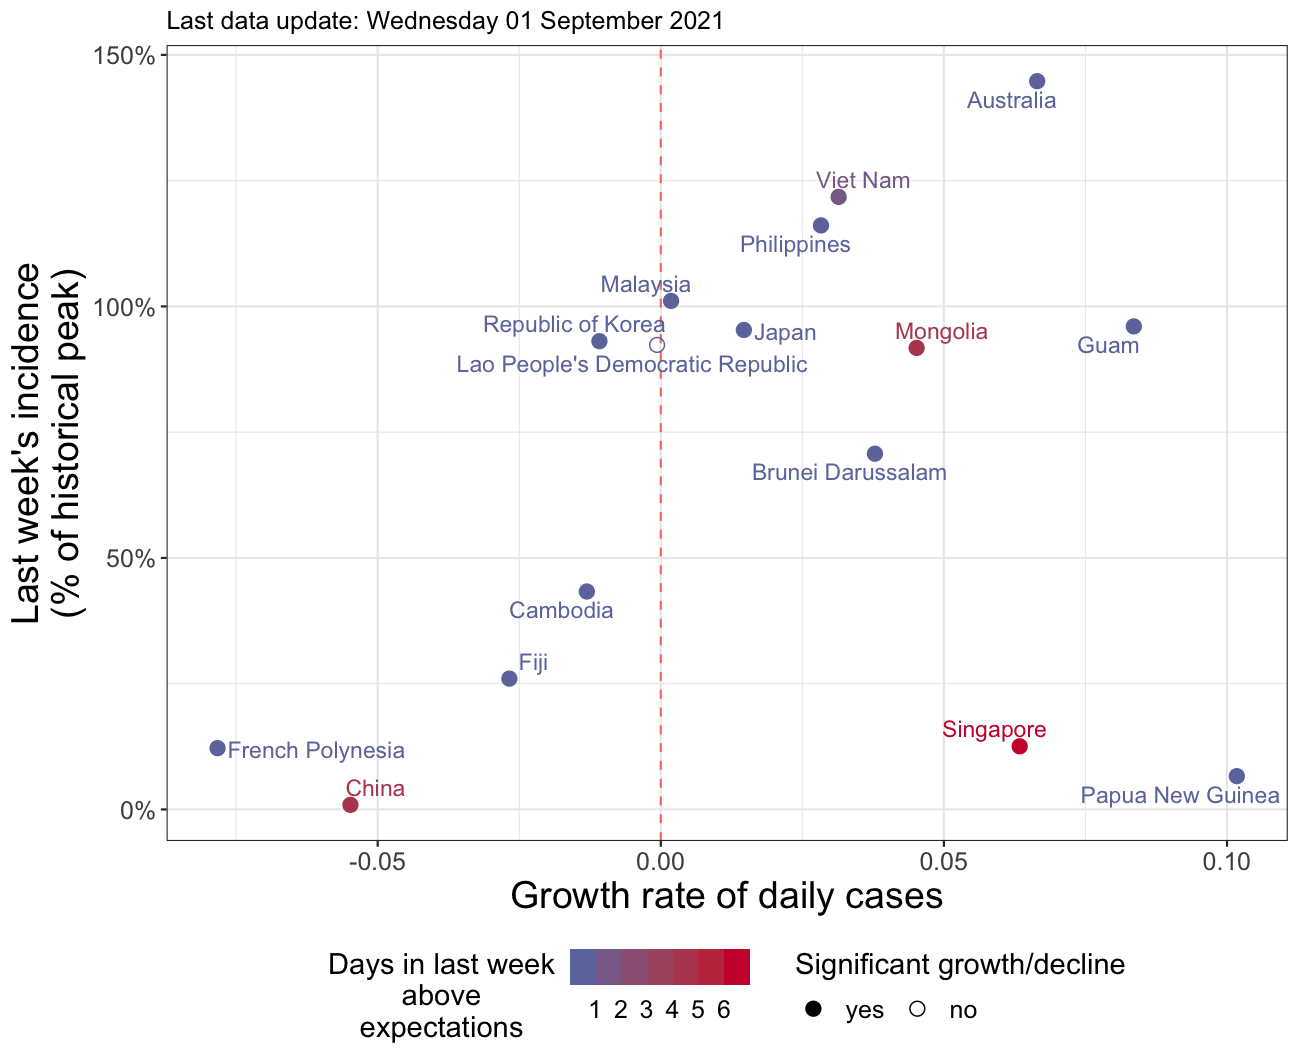 Last data update: Wednesday 01 September 2021
150%
Australia
Viet Nam
Philippines
Malaysia
100%
Republic of Korea
Japan
Mongolia
Guam
Lao People's Democratic Republic
Brunei Darussalam
50%
Cambodia
Fiji
Singapore
French Polynesia
China
Papua New Guinea
0%
Last week's incidence
(% of historical peak)
-0.05 0.00 0.05 0.10
Growth rate of daily cases
Days in last week
above
expectations
1 2 3 4 5 6
Significant growth/decline
yes no